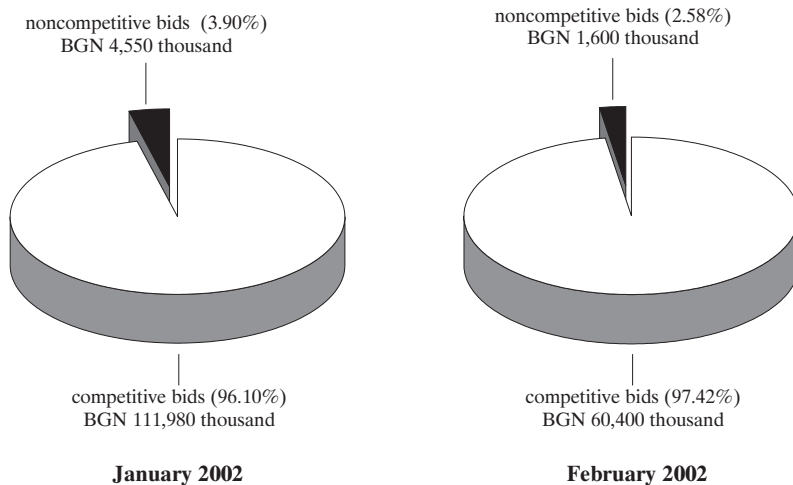 noncompetitive bids (3.90%)
BGN 4,550 thousand
competitive bids (96.10%)
BGN 111,980 thousand
January 2002
noncompetitive bids (2.58%)
BGN 1,600 thousand
competitive bids (97.42%)
BGN 60,400 thousand
February 2002